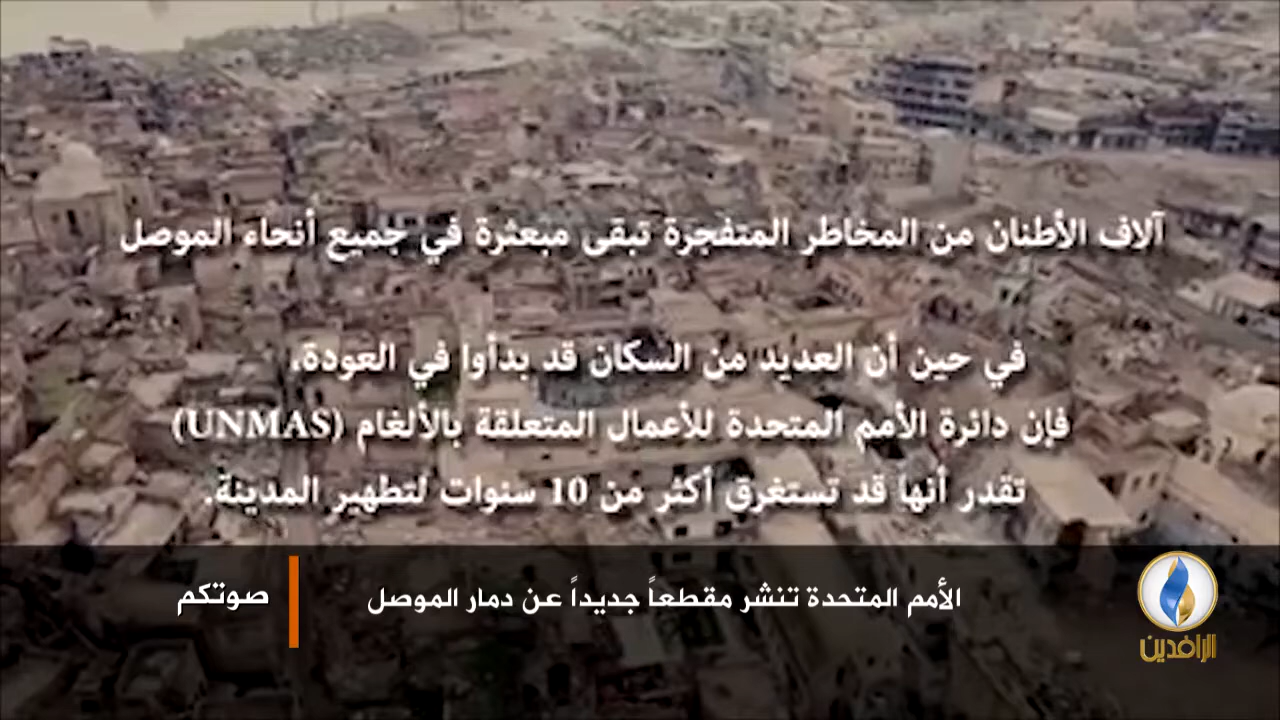 آلاف الأطنان من المخاطر المتفجرة تبقى مبعثرة في جميع أنحاء الموصل
في حين أن العديد من السكان قد بدأوا في العودة،
فإن دائرة الأمم المتحدة للأعمال المتعلقة بالألغام (UNMAS)
تقدر أنها قد تستغرق أكثر من 10 سنوات لتطهير المدينة.
الأمم المتحدة تنشر مقطعاً جديداً عن دمار الموصل
صوتكم
الرافدين